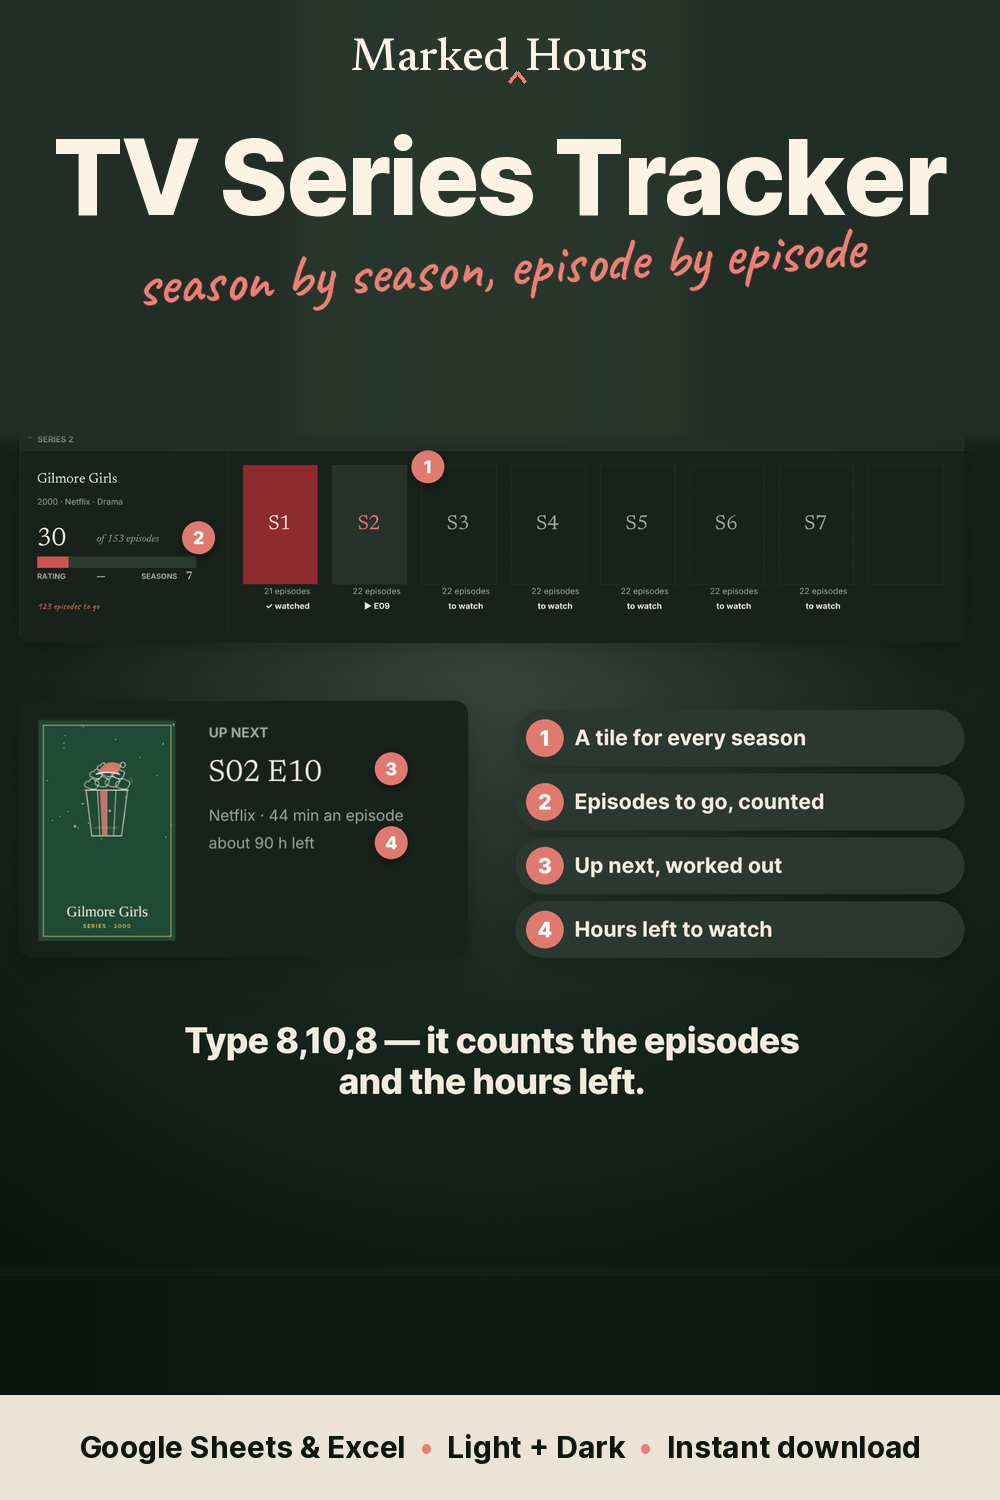 Marked Hours
^
TV Series Tracker
season by season, episode by episode
^ SERIES 2
Gilmore Girls
2000 · Netflix · Drama
30 of 153 episodes
2
RATING — SEASONS 7
123 episodes to go
1
S1 S2 S3 S4 S5 S6 S7
21 episodes 22 episodes 22 episodes 22 episodes 22 episodes 22 episodes 22 episodes
✓ watched ▶ E09 to watch to watch to watch to watch to watch
Gilmore Girls
SERIES · 2000
UP NEXT
S02 E10
3
Netflix · 44 min an episode
about 90 h left
4
1 A tile for every season
2 Episodes to go, counted
3 Up next, worked out
4 Hours left to watch
Type 8,10,8 — it counts the episodes
and the hours left.
Google Sheets & Excel • Light + Dark • Instant download